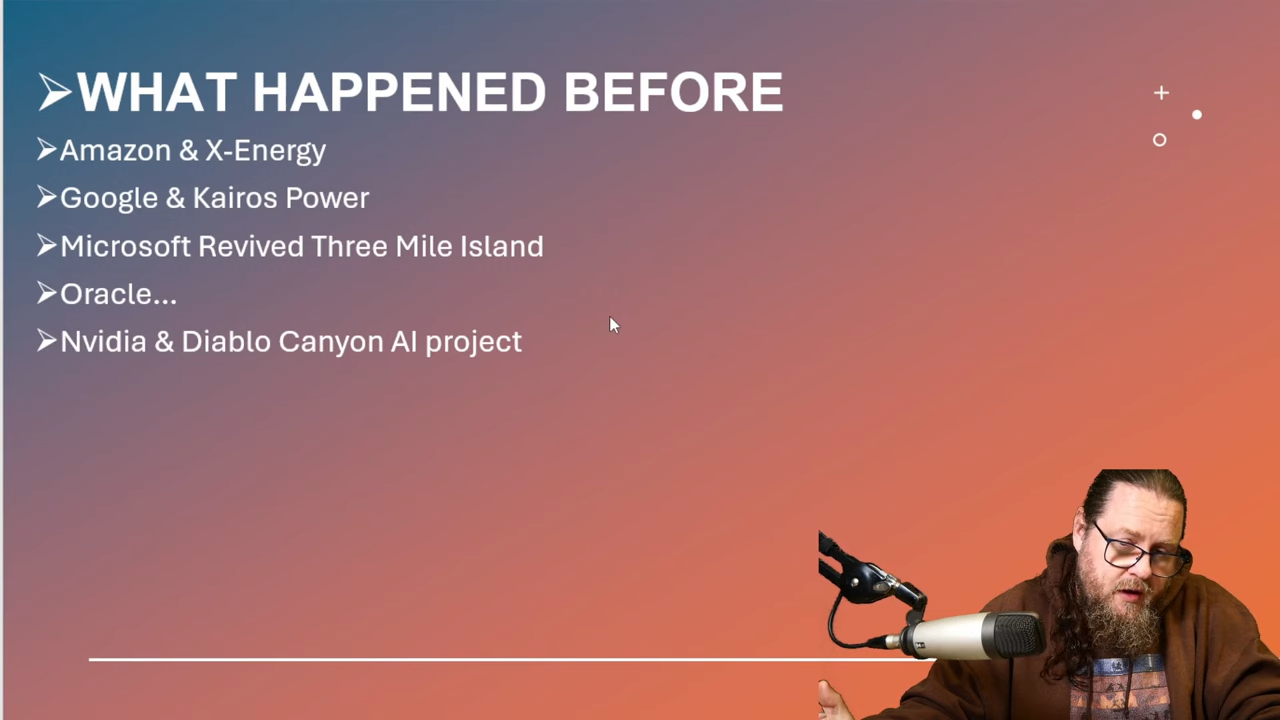 WHAT HAPPENED BEFORE
Amazon & X-Energy
Google & Kairos Power
Microsoft Revived Three Mile Island
Oracle...
Nvidia & Diablo Canyon AI project